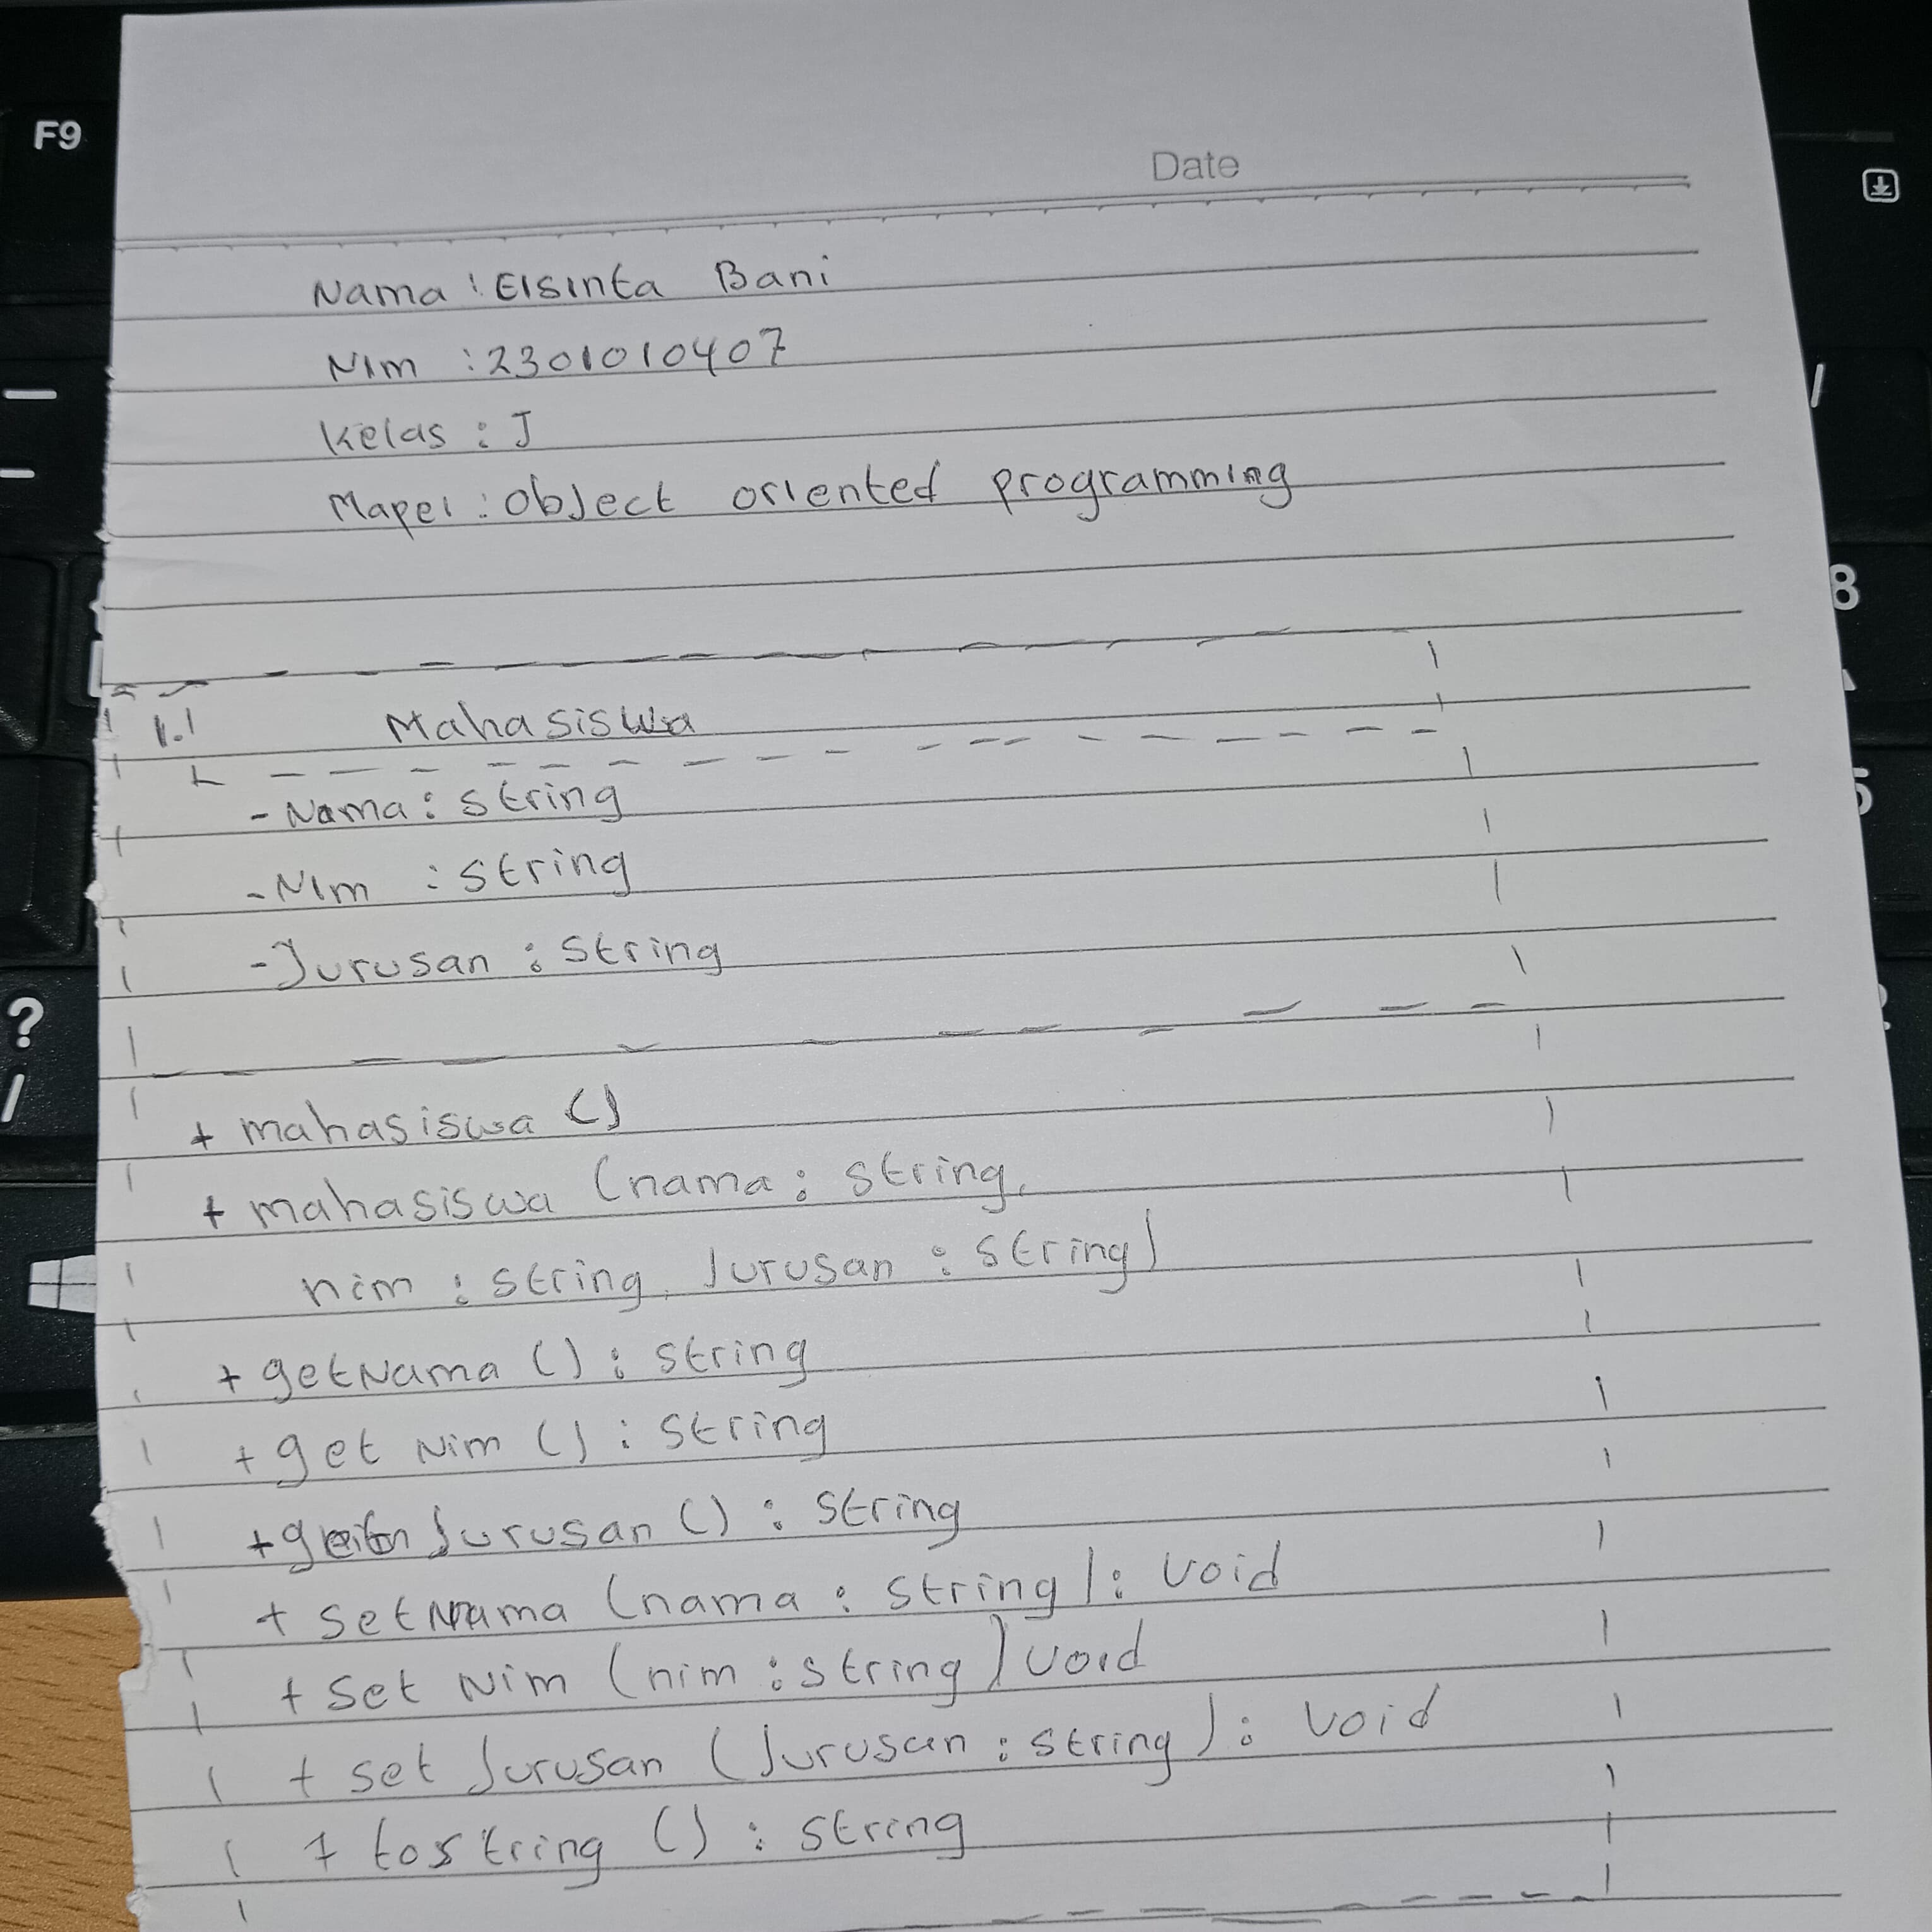 F9
Date
Nama : Elsinta Bani
Nim : 2301010407
Kelas : J
Mapel : Object oriented programming
8
1.1 Mahasiswa
- Nama : string
5
- Nim : string
- Jurusan : string
?
/
+ mahasiswa ()
+ mahasiswa (nama : string,
nim : string, Jurusan : string)
+ getNama () : string
+ get Nim () : string
Jurusan () : string
+ setNama (nama : string) : void
+ set Nim (nim : string) void
+ set Jurusan (Jurusan : string) : void
+ tostring () : string